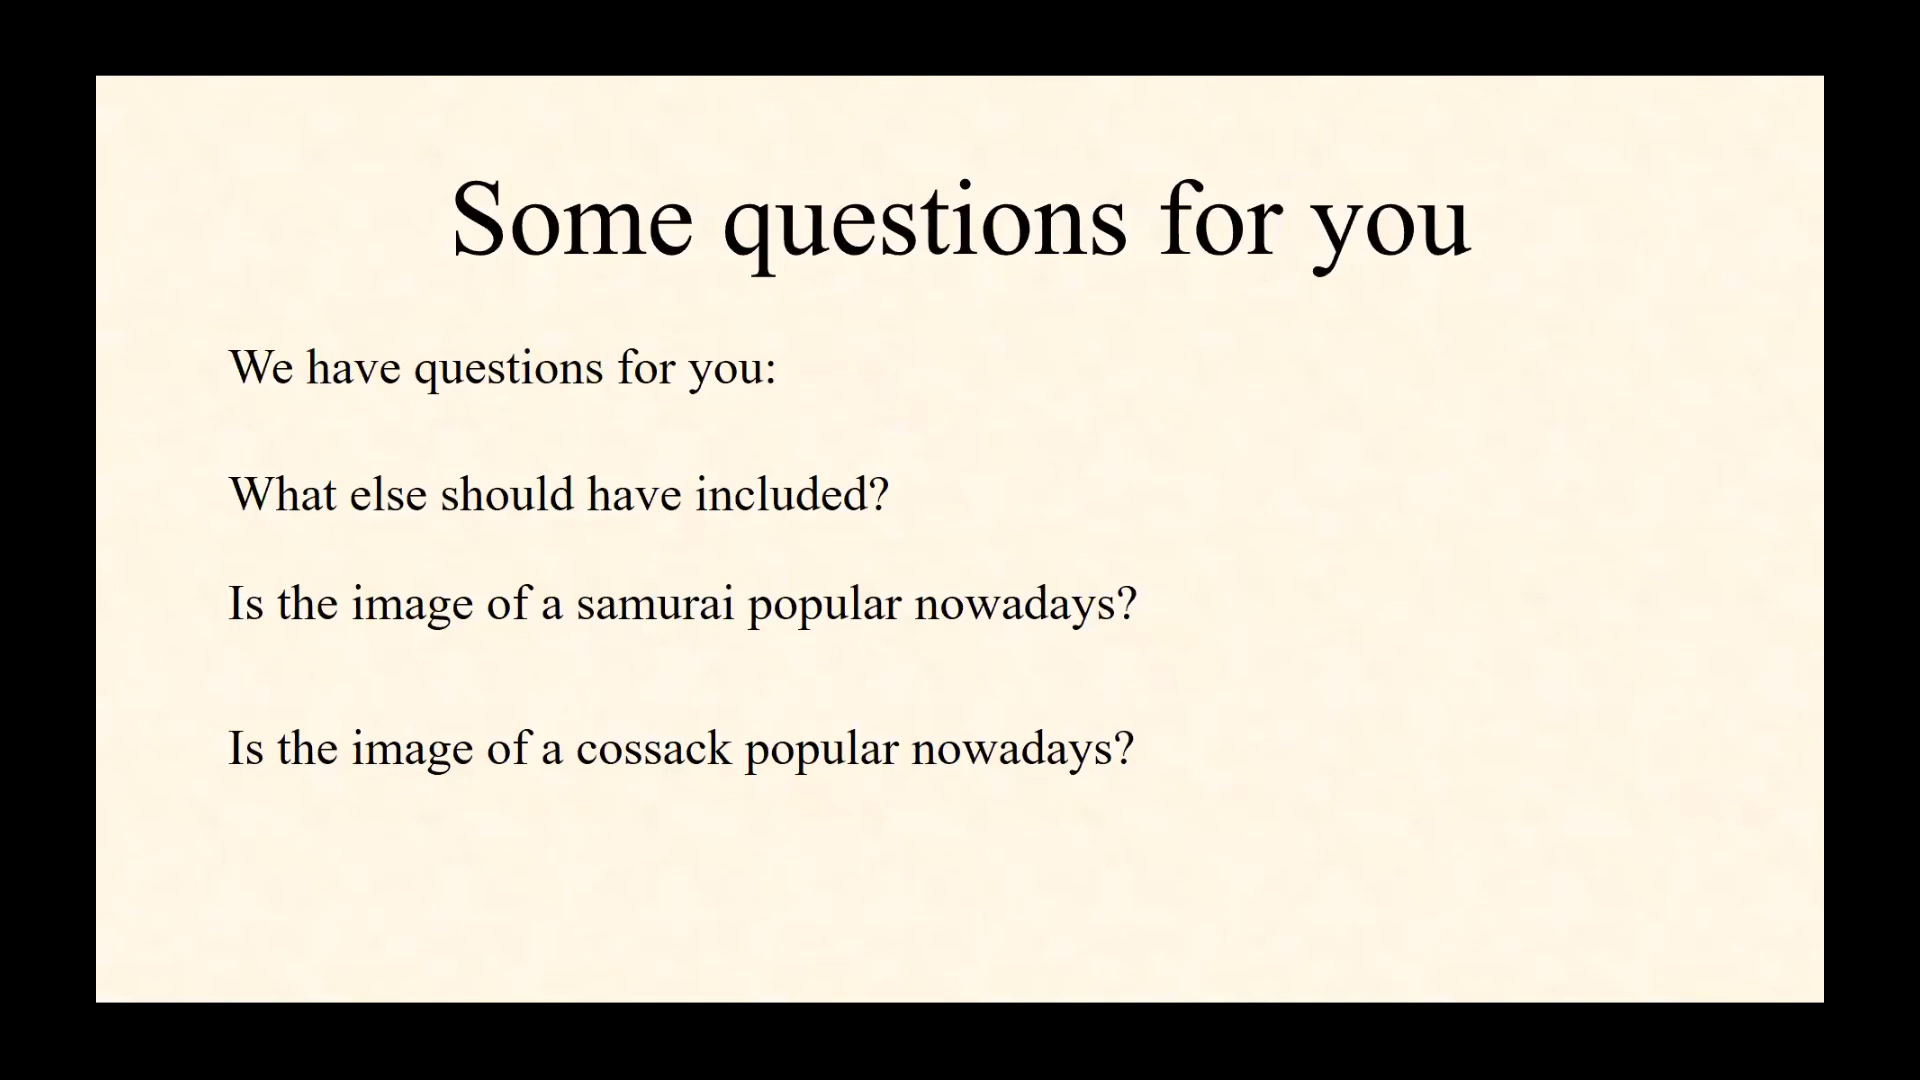 Some questions for you
We have questions for you:
What else should have included?
Is the image of a samurai popular nowadays?
Is the image of a cossack popular nowadays?